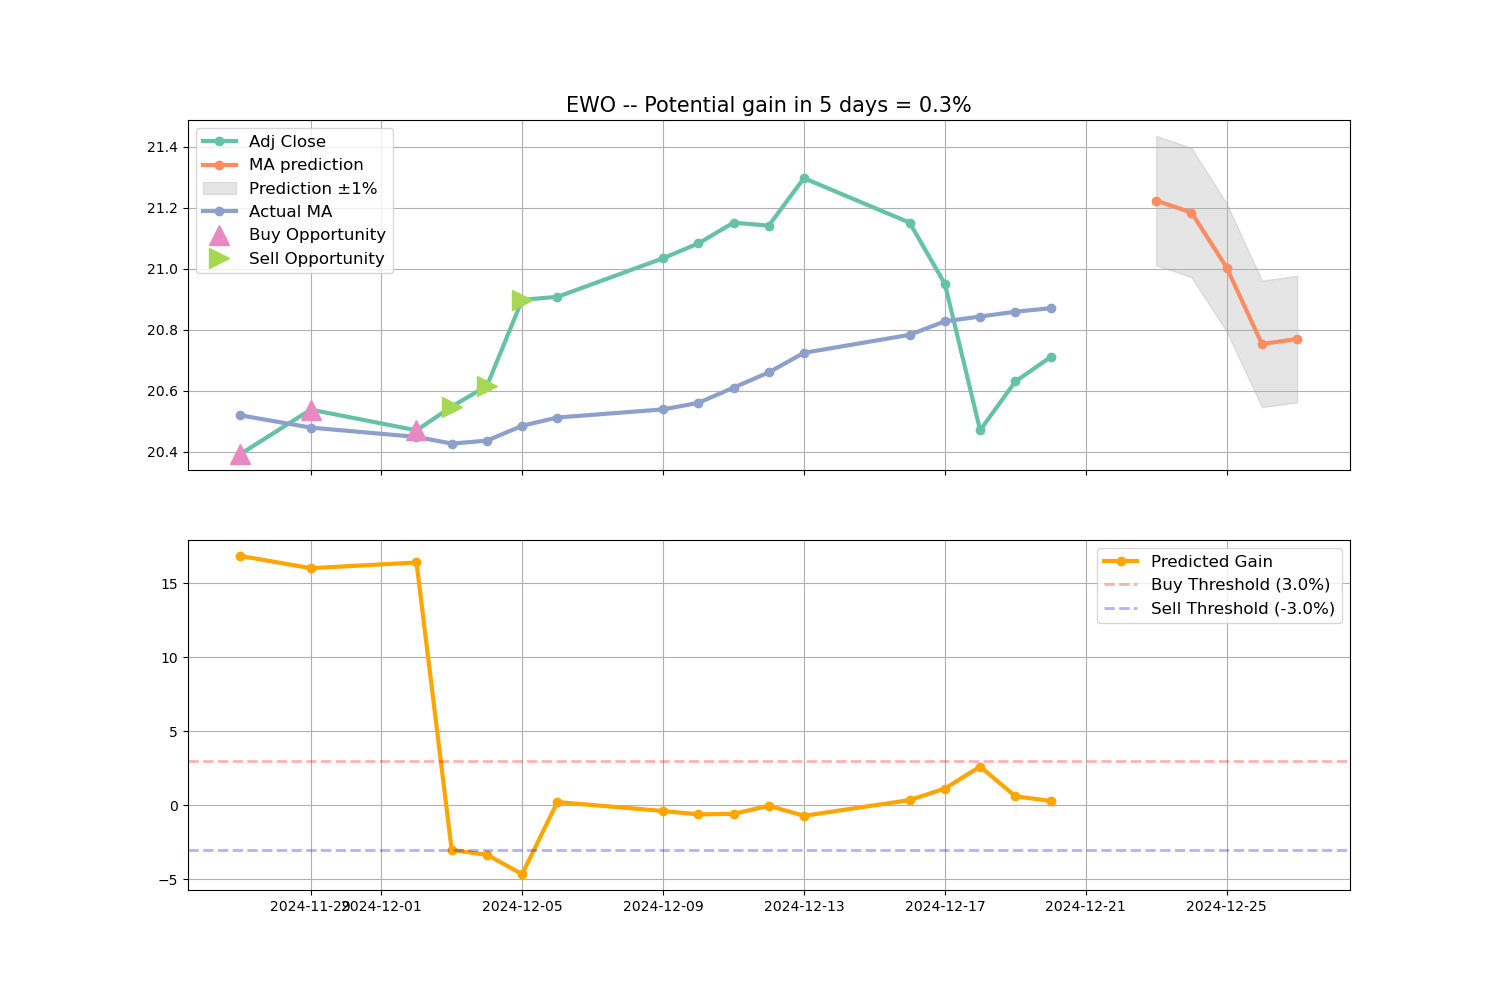 EWO -- Potential gain in 5 days = 0.3%
Adj Close
MA prediction
Prediction ±1%
Actual MA
Buy Opportunity
Sell Opportunity
21.4
21.2
21.0
20.8
20.6
20.4
Predicted Gain
Buy Threshold (3.0%)
Sell Threshold (-3.0%)
15
10
5
0
−5
2024-11-29
2024-12-01
2024-12-05
2024-12-09
2024-12-13
2024-12-17
2024-12-21
2024-12-25